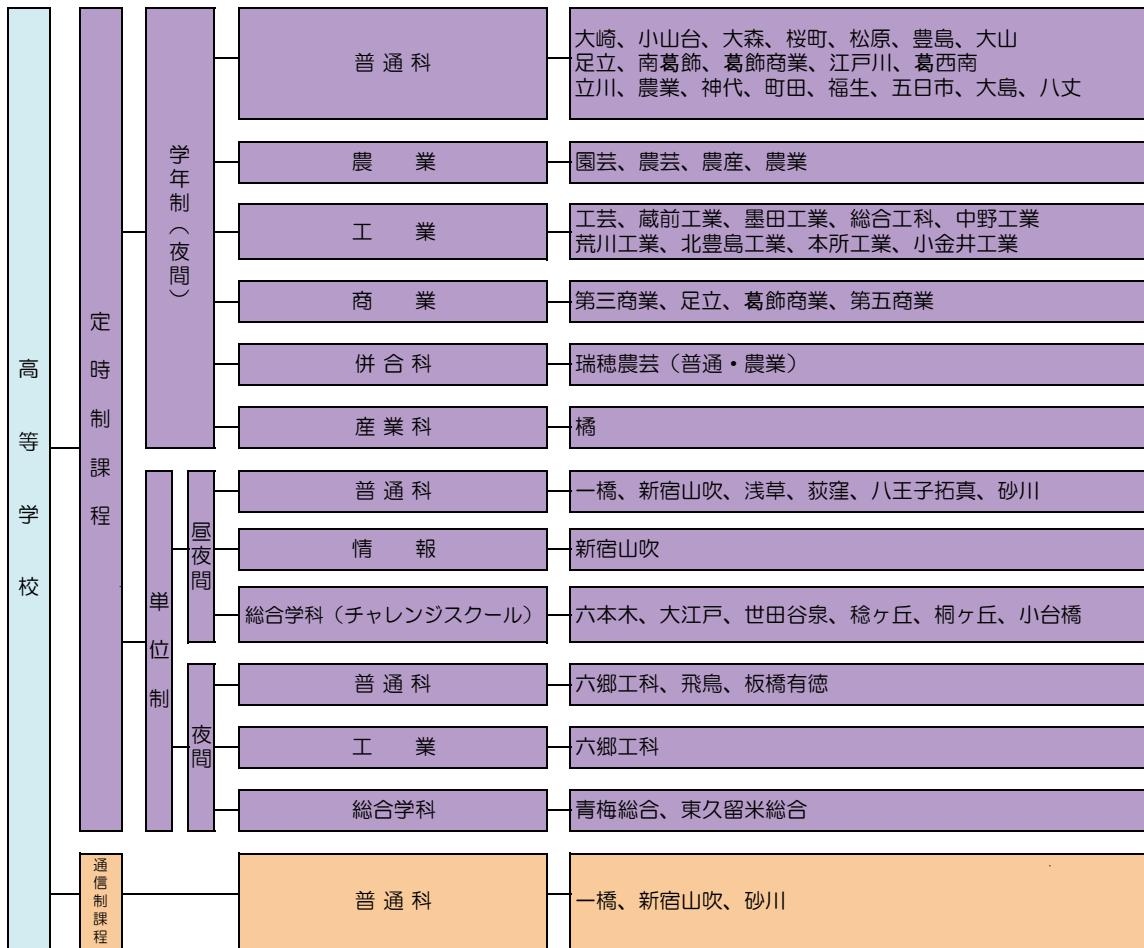 高等学校
定時制課程
学年制（夜間）
普通科
大崎、小山台、大森、桜町、松原、豊島、大山
足立、南葛飾、葛飾商業、江戸川、葛西南
立川、農業、神代、町田、福生、五日市、大島、八丈
農　業
園芸、農芸、農産、農業
工　業
工芸、蔵前工業、墨田工業、総合工科、中野工業
荒川工業、北豊島工業、本所工業、小金井工業
商　業
第三商業、足立、葛飾商業、第五商業
併合科
瑞穂農芸（普通・農業）
産業科
橘
単位制
昼夜間
普通科
一橋、新宿山吹、浅草、荻窪、八王子拓真、砂川
情　報
新宿山吹
総合学科（チャレンジスクール）
六本木、大江戸、世田谷泉、稔ヶ丘、桐ヶ丘、小台橋
夜間
普通科
六郷工科、飛鳥、板橋有徳
工　業
六郷工科
総合学科
青梅総合、東久留米総合
通信制課程
普通科
一橋、新宿山吹、砂川